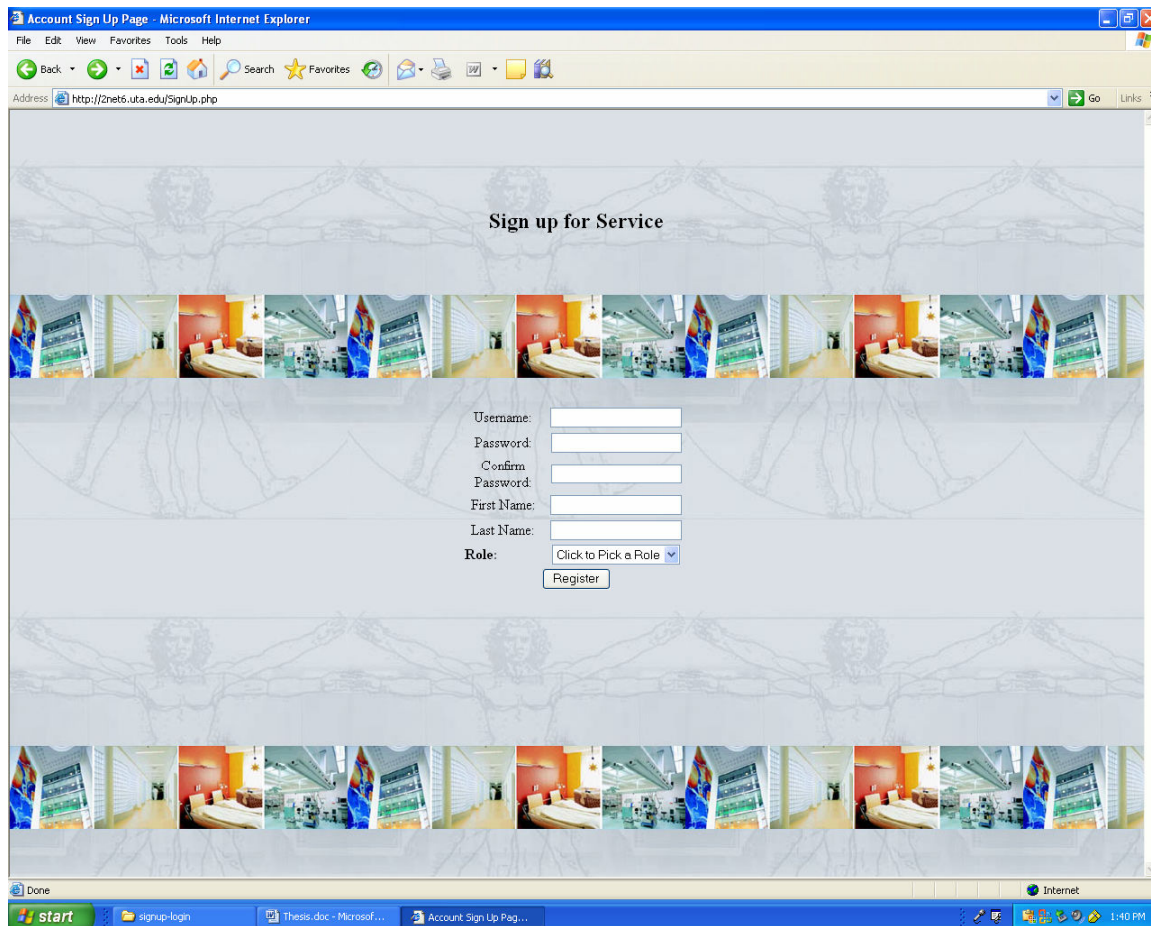 Account Sign Up Page - Microsoft Internet Explorer
File Edit View Favorites Tools Help
Back Search Favorites
Address http://2net6.uta.edu/SignUp.php Go Links
Sign up for Service
Username:
Password:
Confirm
Password:
First Name:
Last Name:
Role: Click to Pick a Role
Register
Done Internet
start signup-login Thesis.doc - Microsof... Account Sign Up Pag... 1:40 PM